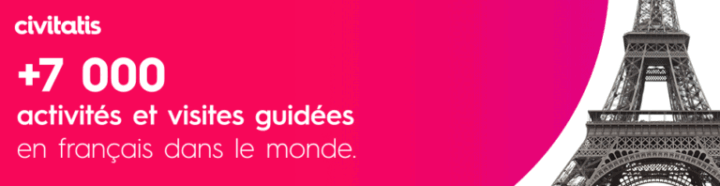 civitatis
+7 000
activités et visites guidées
en français dans le monde.